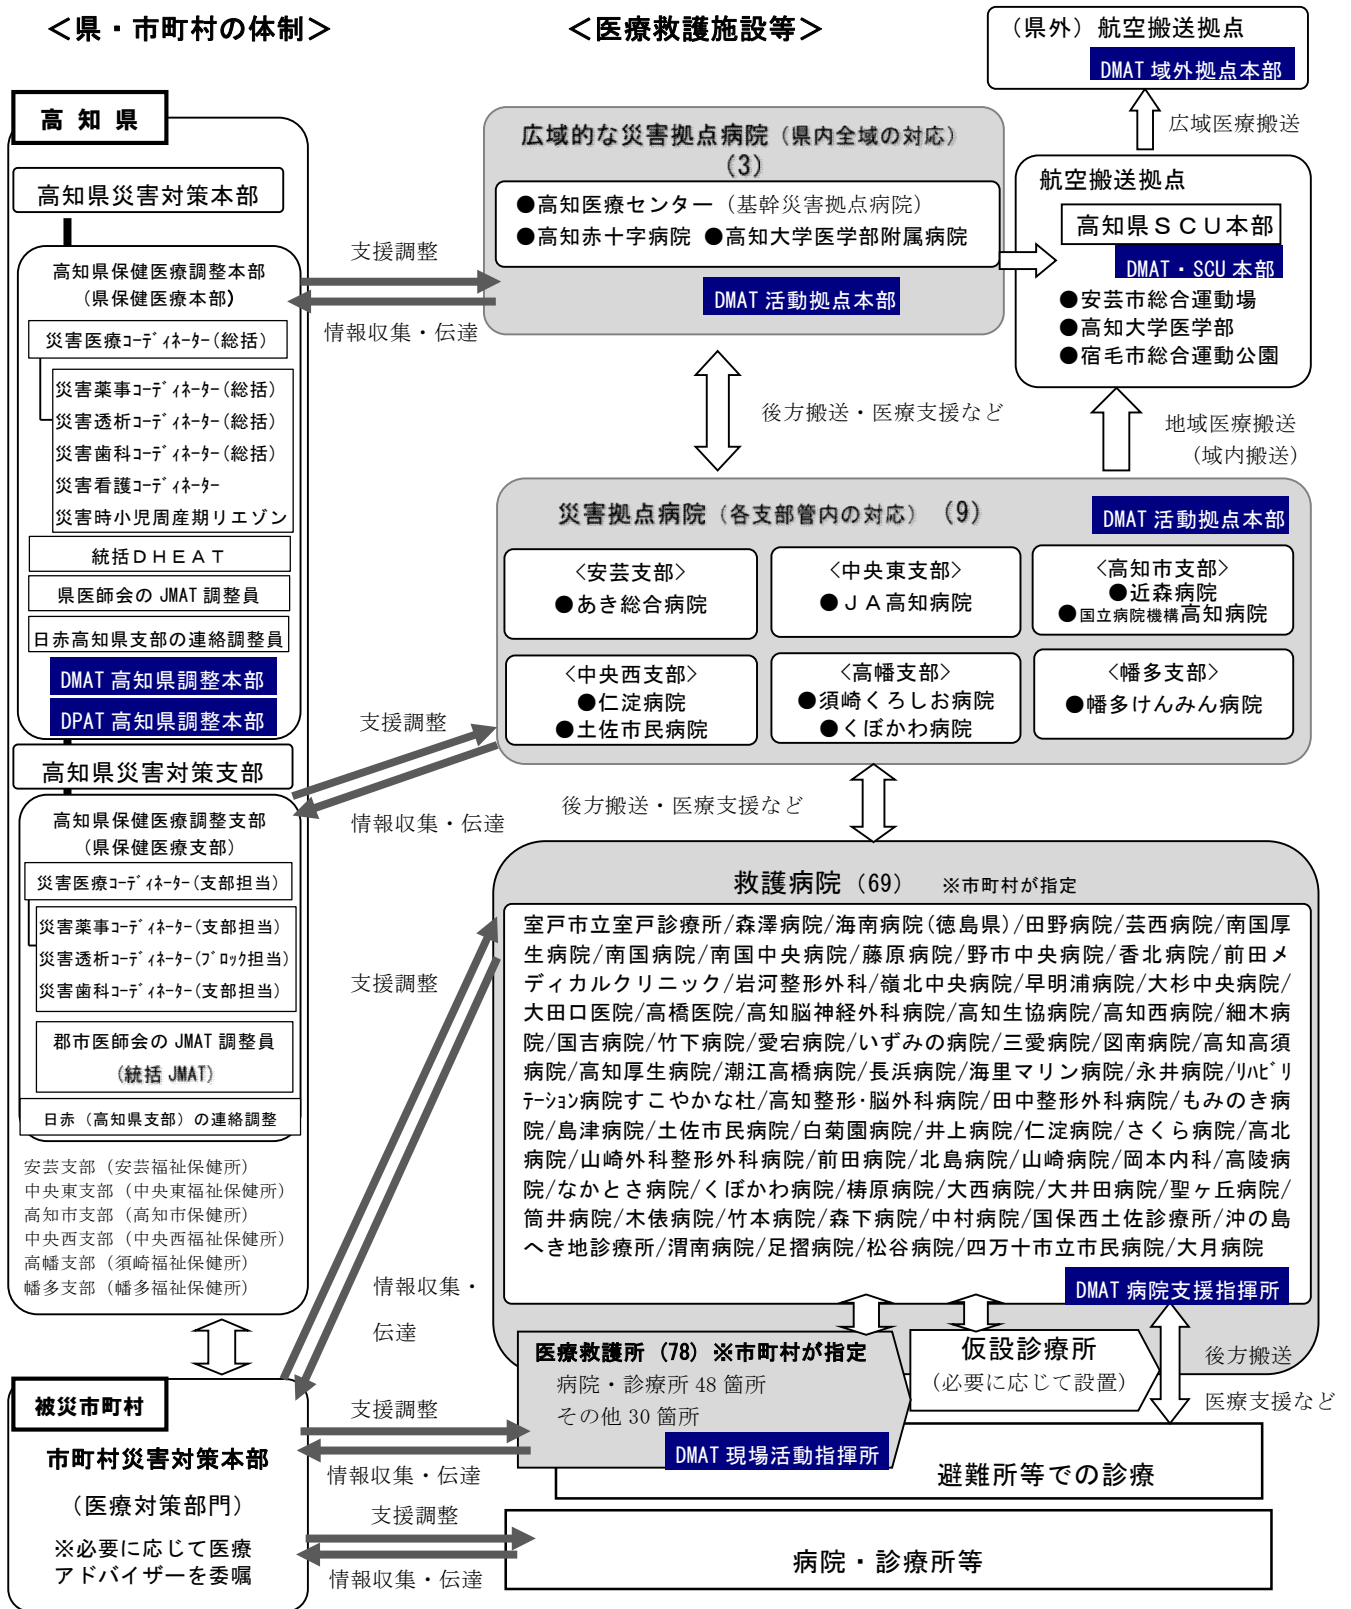 ＜県・市町村の体制＞
＜医療救護施設等＞
（県外）航空搬送拠点
DMAT 域外拠点本部
広域医療搬送
高知県
高知県災害対策本部
高知県保健医療調整本部
（県保健医療本部）
災害医療ｺｰﾃﾞｨﾈｰﾀｰ(総括)
災害薬事ｺｰﾃﾞｨﾈｰﾀｰ(総括)
災害透析ｺｰﾃﾞｨﾈｰﾀｰ(総括)
災害歯科ｺｰﾃﾞｨﾈｰﾀｰ(総括)
災害看護ｺｰﾃﾞｨﾈｰﾀｰ
災害時小児周産期リエゾン
統括ＤＨＥＡＴ
県医師会の JMAT 調整員
日赤高知県支部の連絡調整員
DMAT 高知県調整本部
DPAT 高知県調整本部
高知県災害対策支部
高知県保健医療調整支部
（県保健医療支部）
災害医療ｺｰﾃﾞｨﾈｰﾀｰ(支部担当)
災害薬事ｺｰﾃﾞｨﾈｰﾀｰ(支部担当)
災害透析ｺｰﾃﾞｨﾈｰﾀｰ(ﾌﾞﾛｯｸ担当)
災害歯科ｺｰﾃﾞｨﾈｰﾀｰ(支部担当)
郡市医師会の JMAT 調整員
(統括 JMAT)
日赤（高知県支部）の連絡調整
安芸支部（安芸福祉保健所）
中央東支部（中央東福祉保健所）
高知市支部（高知市保健所）
中央西支部（中央西福祉保健所）
高幡支部（須崎福祉保健所）
幡多支部（幡多福祉保健所）
被災市町村
市町村災害対策本部
（医療対策部門）
※必要に応じて医療
アドバイザーを委嘱
支援調整
情報収集・伝達
支援調整
情報収集・伝達
支援調整
情報収集・
伝達
支援調整
情報収集・伝達
支援調整
情報収集・伝達
広域的な災害拠点病院（県内全域の対応）
（3）
●高知医療センター（基幹災害拠点病院）
●高知赤十字病院 ●高知大学医学部附属病院
DMAT 活動拠点本部
航空搬送拠点
高知県ＳＣＵ本部
DMAT・SCU 本部
●安芸市総合運動場
●高知大学医学部
●宿毛市総合運動公園
後方搬送・医療支援など
地域医療搬送
（域内搬送）
災害拠点病院（各支部管内の対応）（9）
DMAT 活動拠点本部
〈安芸支部〉
●あき総合病院
〈中央東支部〉
●ＪＡ高知病院
〈高知市支部〉
●近森病院
●国立病院機構高知病院
〈中央西支部〉
●仁淀病院
●土佐市民病院
〈高幡支部〉
●須崎くろしお病院
●くぼかわ病院
〈幡多支部〉
●幡多けんみん病院
後方搬送・医療支援など
救護病院（69） ※市町村が指定
室戸市立室戸診療所/森澤病院/海南病院(徳島県)/田野病院/芸西病院/南国厚
生病院/南国病院/南国中央病院/藤原病院/野市中央病院/香北病院/前田メ
ディカルクリニック/岩河整形外科/嶺北中央病院/早明浦病院/大杉中央病院/
大田口医院/高橋医院/高知脳神経外科病院/高知生協病院/高知西病院/細木病
院/国吉病院/竹下病院/愛宕病院/いずみの病院/三愛病院/図南病院/高知高須
病院/高知厚生病院/潮江高橋病院/長浜病院/海里マリン病院/永井病院/ﾘﾊﾋﾞﾘ
ﾃｰｼｮﾝ病院すこやかな杜/高知整形･脳外科病院/田中整形外科病院/もみのき病
院/島津病院/土佐市民病院/白菊園病院/井上病院/仁淀病院/さくら病院/高北
病院/山崎外科整形外科病院/前田病院/北島病院/山崎病院/岡本内科/高陵病
院/なかとさ病院/くぼかわ病院/梼原病院/大西病院/大井田病院/聖ヶ丘病院/
筒井病院/木俵病院/竹本病院/森下病院/中村病院/国保西土佐診療所/沖の島
へき地診療所/渭南病院/足摺病院/松谷病院/四万十市立市民病院/大月病院
DMAT 病院支援指揮所
医療救護所（78）※市町村が指定
病院・診療所 48 箇所
その他 30 箇所
DMAT 現場活動指揮所
仮設診療所
（必要に応じて設置）
後方搬送
医療支援など
避難所等での診療
病院・診療所等